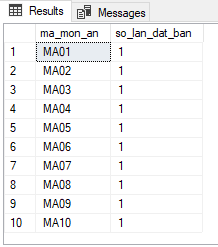 Results Messages
ma_mon_an so_lan_dat_ban
1 MA01 1
2 MA02 1
3 MA03 1
4 MA04 1
5 MA05 1
6 MA06 1
7 MA07 1
8 MA08 1
9 MA09 1
10 MA10 1